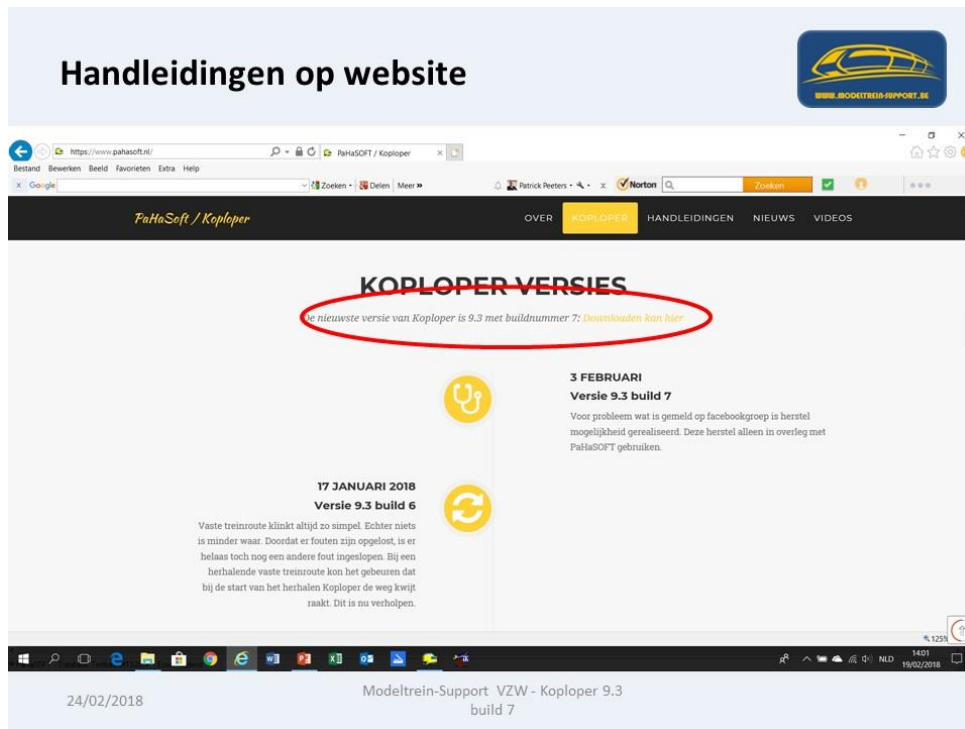 Handleidingen op website
WWW.MODELTREIN-SUPPORT.BE
https://www.pahasoft.nl/
PaHaSOFT / Koploper
Bestand Bewerken Beeld Favorieten Extra Help
x Google
Zoeken
Delen
Meer »
Patrick Peeters
x
Norton
Zoeken
PaHaSoft / Koploper
OVER
KOPLOPER
HANDLEIDINGEN
NIEUWS
VIDEOS
KOPLOPER VERSIES
De nieuwste versie van Koploper is 9.3 met buildnummer 7: Downloaden kan hier
3 FEBRUARI
Versie 9.3 build 7
Voor probleem wat is gemeld op facebookgroep is herstel
mogelijkheid gerealiseerd. Deze herstel alleen in overleg met
PaHaSOFT gebruiken.
17 JANUARI 2018
Versie 9.3 build 6
Vaste treinroute klinkt altijd zo simpel. Echter niets
is minder waar. Doordat er fouten zijn opgelost, is er
helaas toch nog een andere fout ingeslopen. Bij een
herhalende vaste treinroute kon het gebeuren dat
bij de start van het herhalen Koploper de weg kwijt
raakt. Dit is nu verholpen.
125%
NLD
14:01
19/02/2018
24/02/2018
Modeltrein-Support VZW - Koploper 9.3
build 7